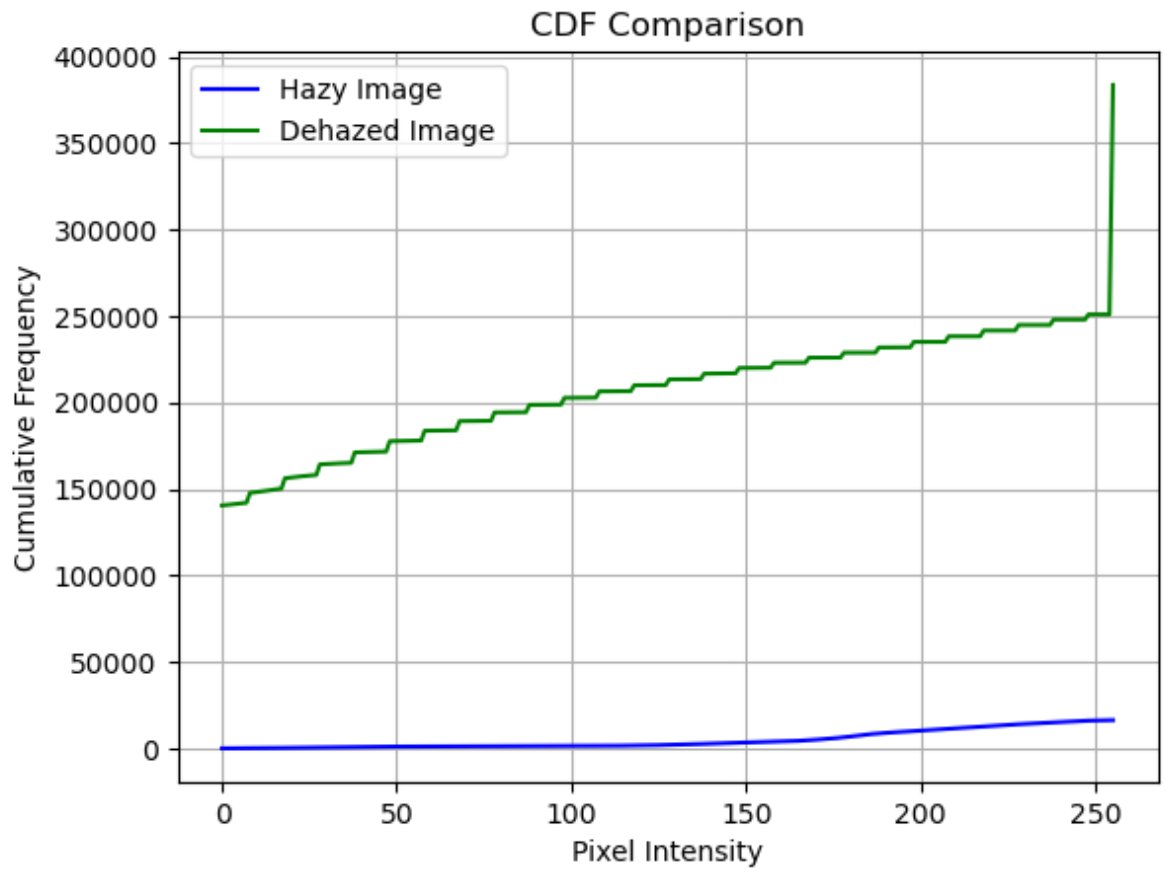 CDF Comparison
Hazy Image
Dehazed Image
Cumulative Frequency
400000
350000
300000
250000
200000
150000
100000
50000
0
0 50 100 150 200 250
Pixel Intensity